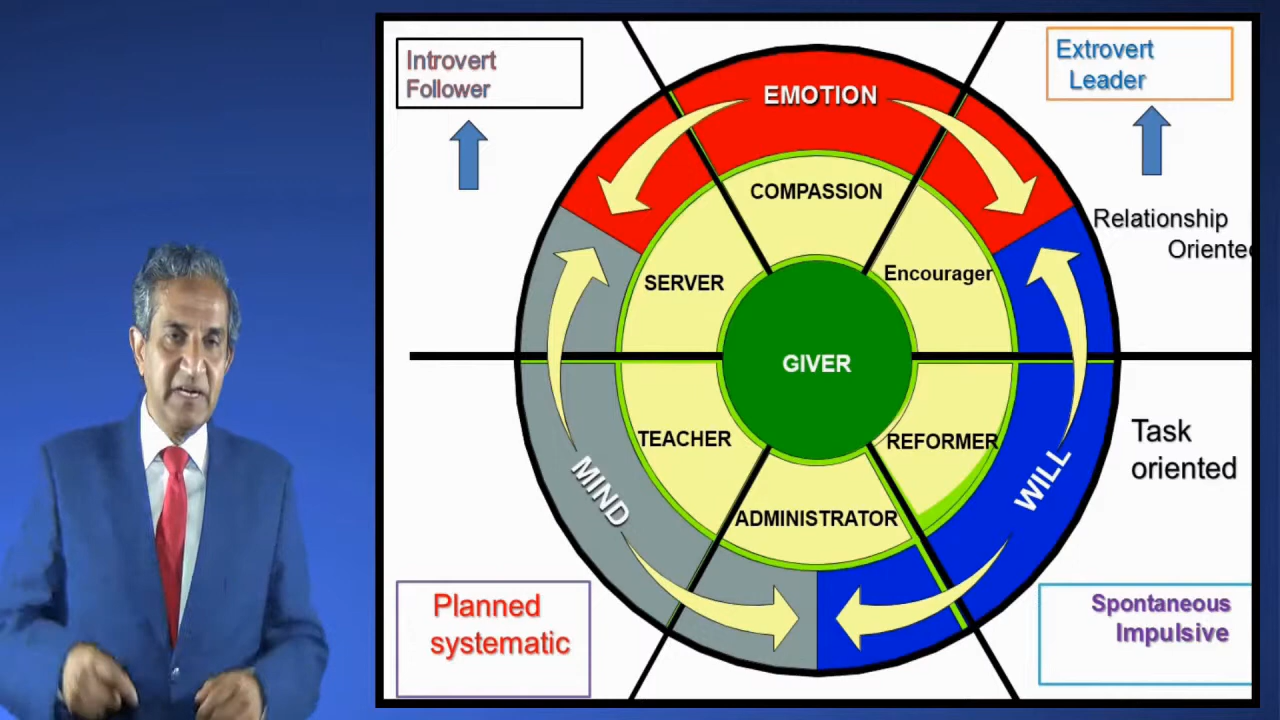 Introvert
Follower
EMOTION
Extrovert
Leader
COMPASSION
Relationship
Oriented
SERVER
Encourager
GIVER
TEACHER
REFORMER
Task
oriented
MIND
WILL
ADMINISTRATOR
Planned
systematic
Spontaneous
Impulsive